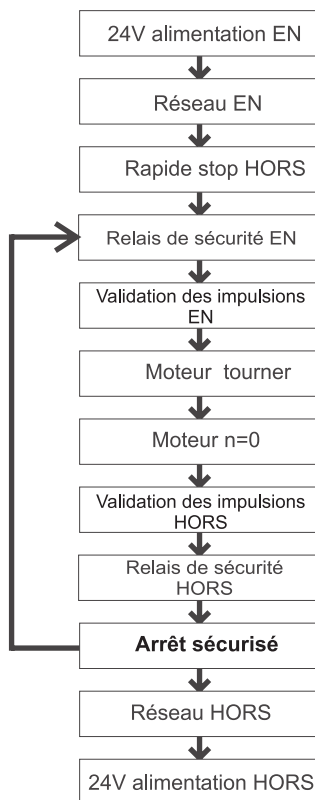 24V alimentation EN
Réseau EN
Rapide stop HORS
Relais de sécurité EN
Validation des impulsions
EN
Moteur tourner
Moteur n=0
Validation des impulsions
HORS
Relais de sécurité
HORS
Arrêt sécurisé
Réseau HORS
24V alimentation HORS